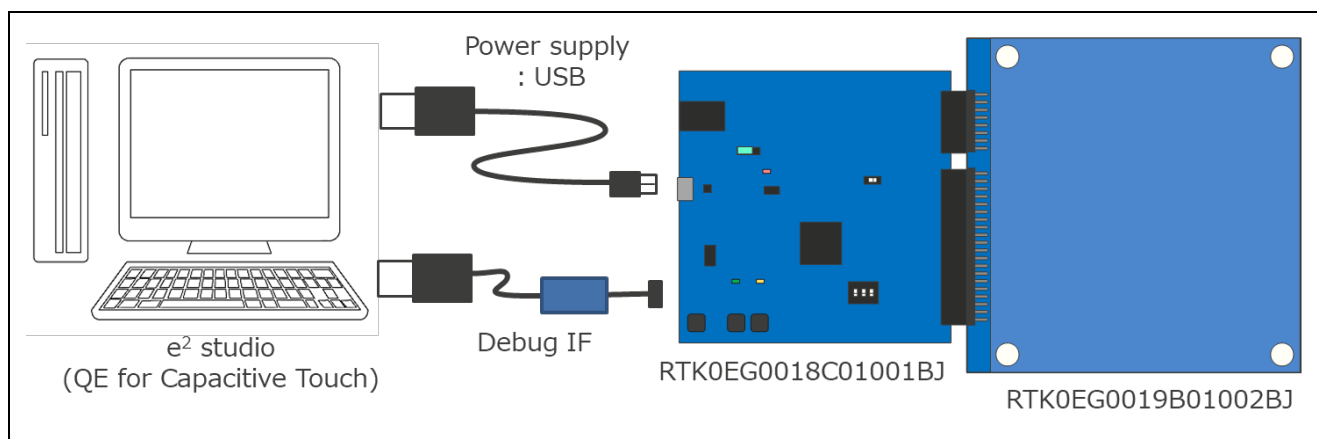 Power supply
: USB
e² studio
(QE for Capacitive Touch)
Debug IF
RTK0EG0018C01001BJ
RTK0EG0019B01002BJ